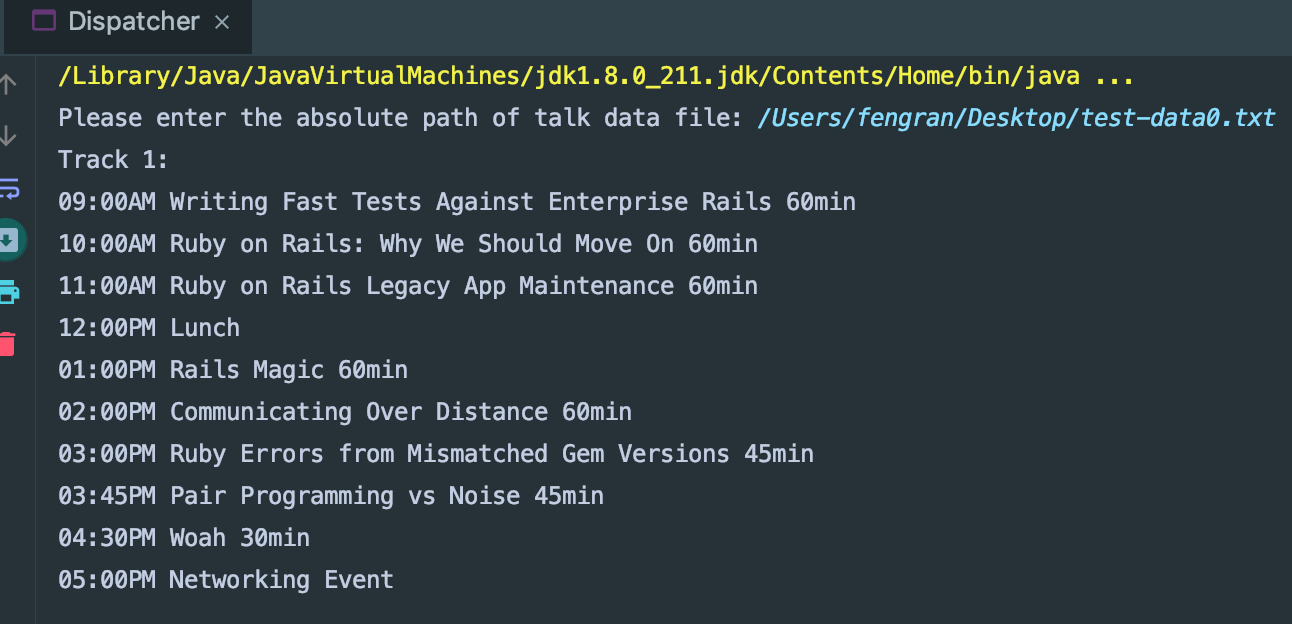 Dispatcher
/Library/Java/JavaVirtualMachines/jdk1.8.0_211.jdk/Contents/Home/bin/java ...
Please enter the absolute path of talk data file: /Users/fengran/Desktop/test-data0.txt
Track 1:
09:00AM Writing Fast Tests Against Enterprise Rails 60min
10:00AM Ruby on Rails: Why We Should Move On 60min
11:00AM Ruby on Rails Legacy App Maintenance 60min
12:00PM Lunch
01:00PM Rails Magic 60min
02:00PM Communicating Over Distance 60min
03:00PM Ruby Errors from Mismatched Gem Versions 45min
03:45PM Pair Programming vs Noise 45min
04:30PM Woah 30min
05:00PM Networking Event